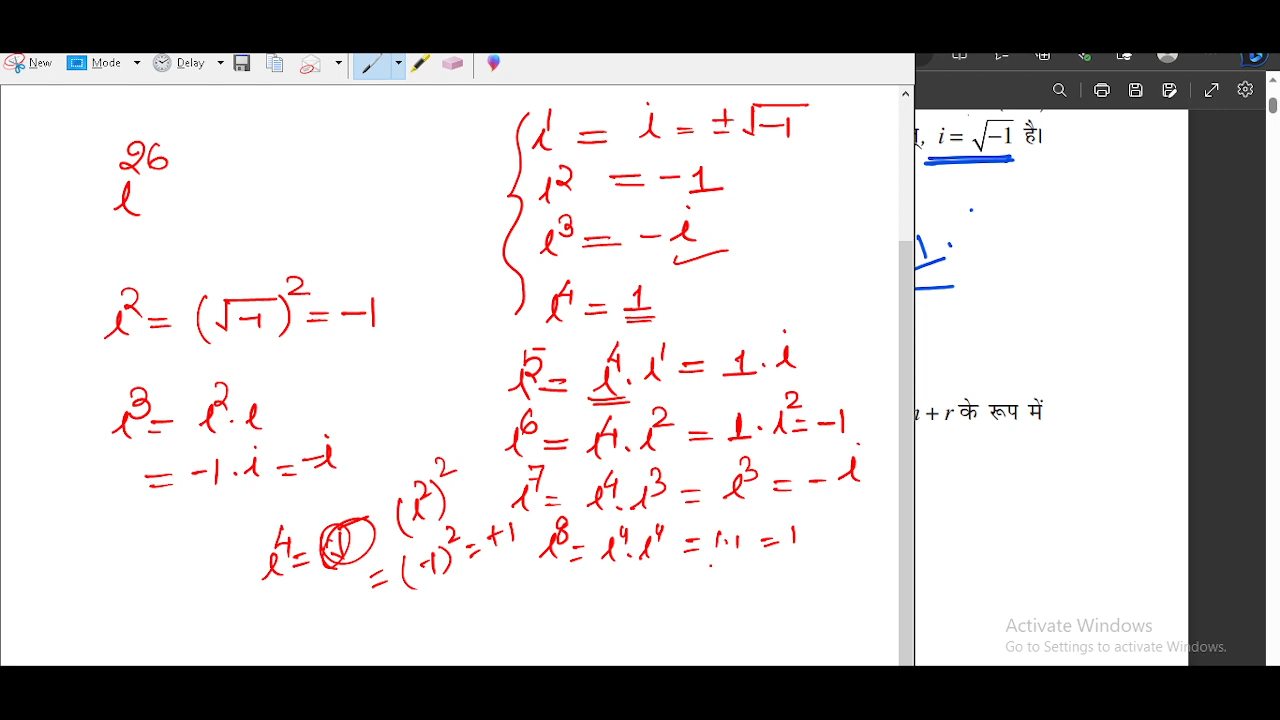 New Mode Delay
i^26
i^1 = i = ±√-1
i^2 = -1
i^3 = -i
i^4 = 1
i^2 = (√-1)^2 = -1
i^5 = i^4 . i^1 = 1 . i
i^3 = i^2 . i
i^6 = i^4 . i^2 = 1 . i^2 = -1
= -1 . i = -i
i^7 = i^4 . i^3 = i^3 = -i
i^4 = (i^2)^2
= (-1)^2 = +1
i^8 = i^4 . i^4 = 1.1 = 1
, i = √-1 है।
1
+ r के रूप में
Activate Windows
Go to Settings to activate Windows.